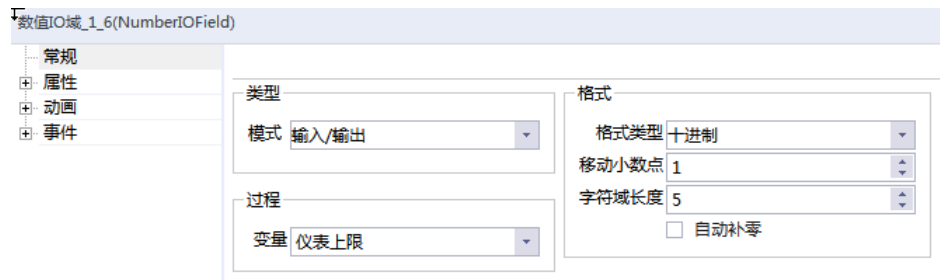 数值IO域_1_6(NumberIOField)
常规
属性
动画
事件
类型
模式 输入/输出
过程
变量 仪表上限
格式
格式类型 十进制
移动小数点 1
字符域长度 5
自动补零